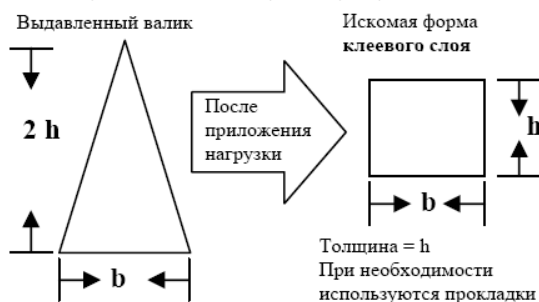 Выдавленный валик
2 h
b
После
приложения
нагрузки
Искомая форма
клеевого слоя
h
b
Толщина = h
При необходимости
используются прокладки